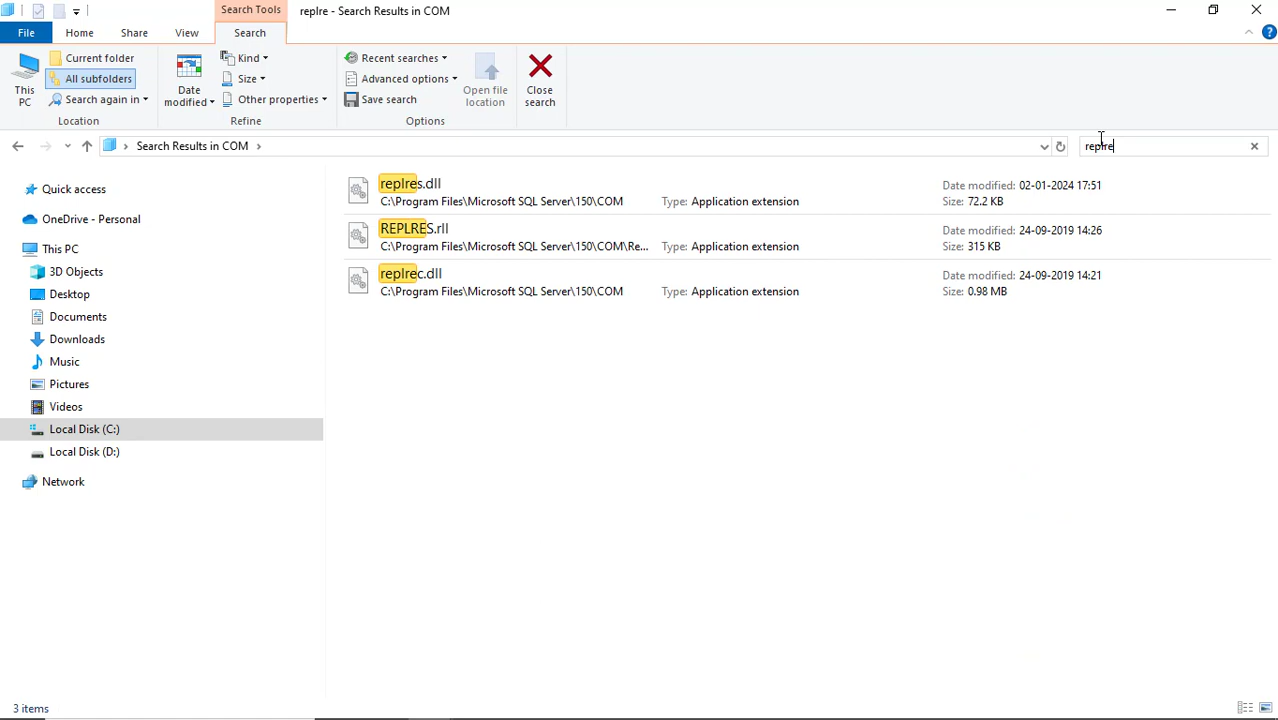 Search Tools
replre - Search Results in COM
File
Home
Share
View
Search
This PC
Current folder
All subfolders
Search again in
Location
Date modified
Kind
Size
Other properties
Refine
Recent searches
Advanced options
Save search
Options
Open file location
Close search
Search Results in COM
replre
Quick access
OneDrive - Personal
This PC
3D Objects
Desktop
Documents
Downloads
Music
Pictures
Videos
Local Disk (C:)
Local Disk (D:)
Network
replres.dll
Date modified: 02-01-2024 17:51
C:\Program Files\Microsoft SQL Server\150\COM Type: Application extension Size: 72.2 KB
REPLRES.rll
Date modified: 24-09-2019 14:26
C:\Program Files\Microsoft SQL Server\150\COM\Re... Type: Application extension Size: 315 KB
replrec.dll
Date modified: 24-09-2019 14:21
C:\Program Files\Microsoft SQL Server\150\COM Type: Application extension Size: 0.98 MB
3 items